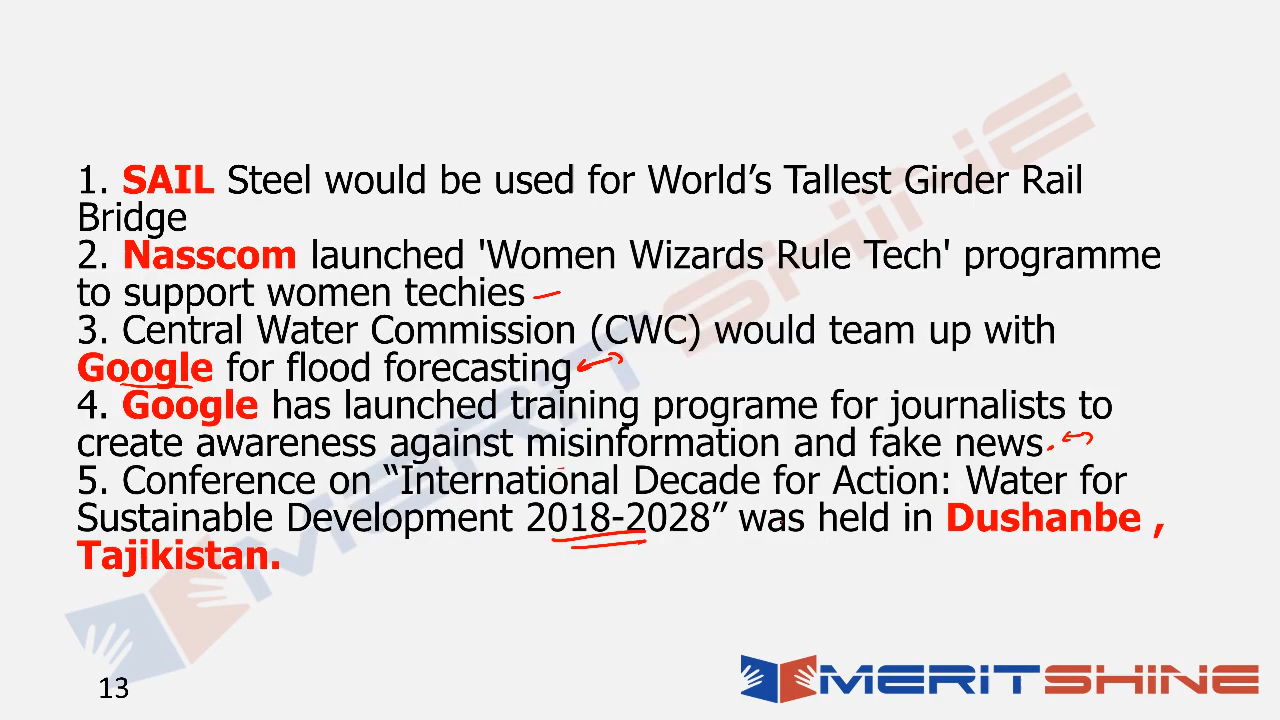 1. SAIL Steel would be used for World’s Tallest Girder Rail
Bridge
2. Nasscom launched 'Women Wizards Rule Tech' programme
to support women techies
3. Central Water Commission (CWC) would team up with
Google for flood forecasting
4. Google has launched training programe for journalists to
create awareness against misinformation and fake news
5. Conference on “International Decade for Action: Water for
Sustainable Development 2018-2028” was held in Dushanbe ,
Tajikistan.
MERIT SHINE
13
MERITSHINE